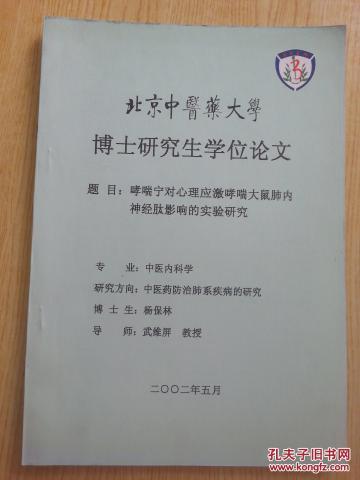 北京中醫藥大學
博士研究生学位论文
题 目：哮喘宁对心理应激哮喘大鼠肺内
神经肽影响的实验研究
专 业：中医内科学
研究方向：中医药防治肺系疾病的研究
博 士 生：杨保林
导 师：武维屏 教授
二〇〇二年五月
孔夫子旧书网